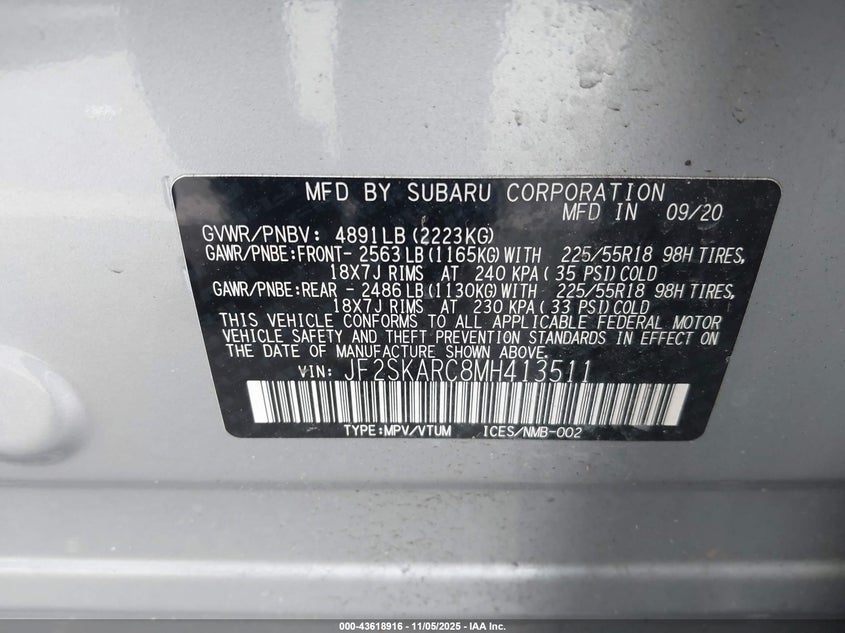 MFD BY SUBARU CORPORATION
MFD IN 09/20
GVWR/PNBV: 4891LB(2223KG)
GAWR/PNBE:FRONT- 2563LB(1165KG)WITH 225/55R18 98H TIRES,
18X7J RIMS AT 240 KPA( 35 PSI)COLD
GAWR/PNBE:REAR - 2486LB(1130KG)WITH 225/55R18 98H TIRES,
18X7J RIMS AT 230 KPA( 33 PSI)COLD
THIS VEHICLE CONFORMS TO ALL APPLICABLE FEDERAL MOTOR
VEHICLE SAFETY AND THEFT PREVENTION STANDARDS IN EFFECT ON
THE DATE OF MANUFACTURE SHOWN ABOVE.
VIN: JF2SKARC8MH413511
TYPE:MPV/VTUM ICES/NMB-002
000-43618916 - 11/05/2025 - IAA Inc.